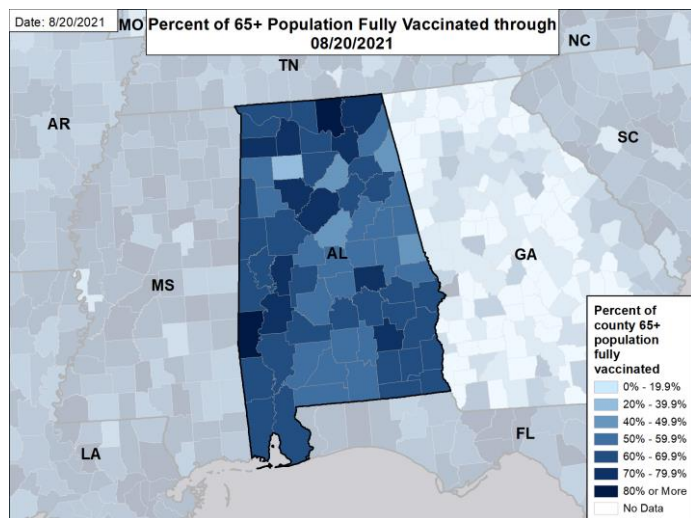 Date: 8/20/2021
Percent of 65+ Population Fully Vaccinated through
08/20/2021
MO
NC
TN
AR
SC
AL
GA
MS
LA
FL
Percent of
county 65+
population
fully
vaccinated
0% - 19.9%
20% - 39.9%
40% - 49.9%
50% - 59.9%
60% - 69.9%
70% - 79.9%
80% or More
No Data